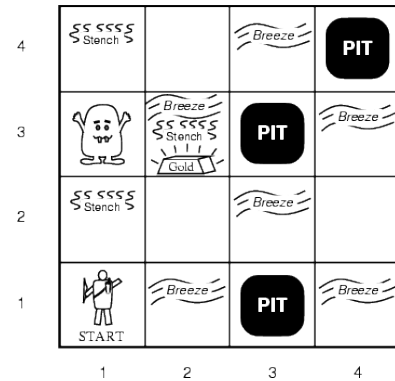 4
Stench
Breeze
PIT
3
Breeze
Stench
Gold
PIT
Breeze
2
Stench
Breeze
1
START
Breeze
PIT
Breeze
1 2 3 4